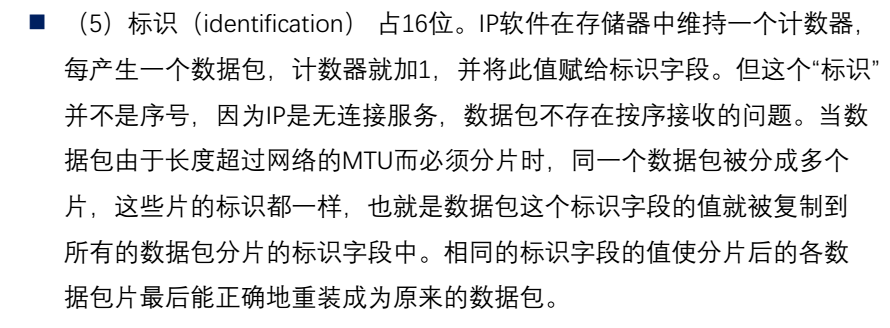 ■ （5）标识（identification） 占16位。IP软件在存储器中维持一个计数器，
每产生一个数据包，计数器就加1，并将此值赋给标识字段。但这个“标识”
并不是序号，因为IP是无连接服务，数据包不存在按序接收的问题。当数
据包由于长度超过网络的MTU而必须分片时，同一个数据包被分成多个
片，这些片的标识都一样，也就是数据包这个标识字段的值就被复制到
所有的数据包分片的标识字段中。相同的标识字段的值使分片后的各数
据包片最后能正确地重装成为原来的数据包。